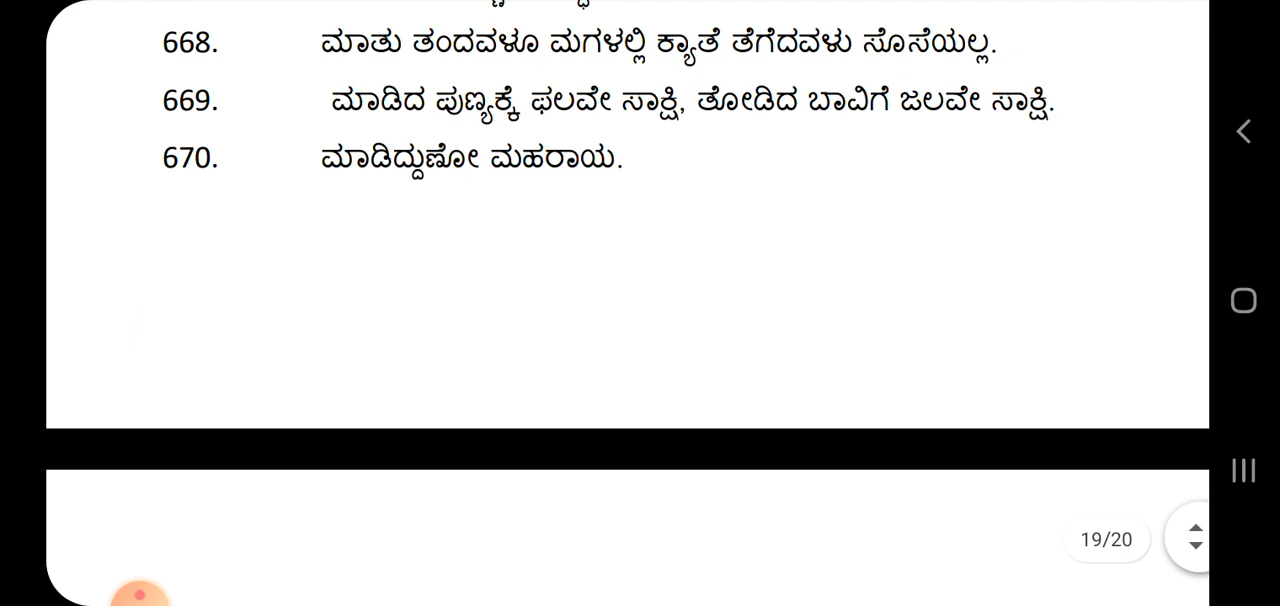 668. ಮಾತು ತಂದವಳೂ ಮಗಳಲ್ಲಿ ಕ್ಯಾತೆ ತೆಗೆದವಳು ಸೊಸೆಯಲ್ಲ.
669. ಮಾಡಿದ ಪುಣ್ಯಕ್ಕೆ ಫಲವೇ ಸಾಕ್ಷಿ, ತೋಡಿದ ಬಾವಿಗೆ ಜಲವೇ ಸಾಕ್ಷಿ.
670. ಮಾಡಿದ್ದುಣೋ ಮಹರಾಯ.
19/20